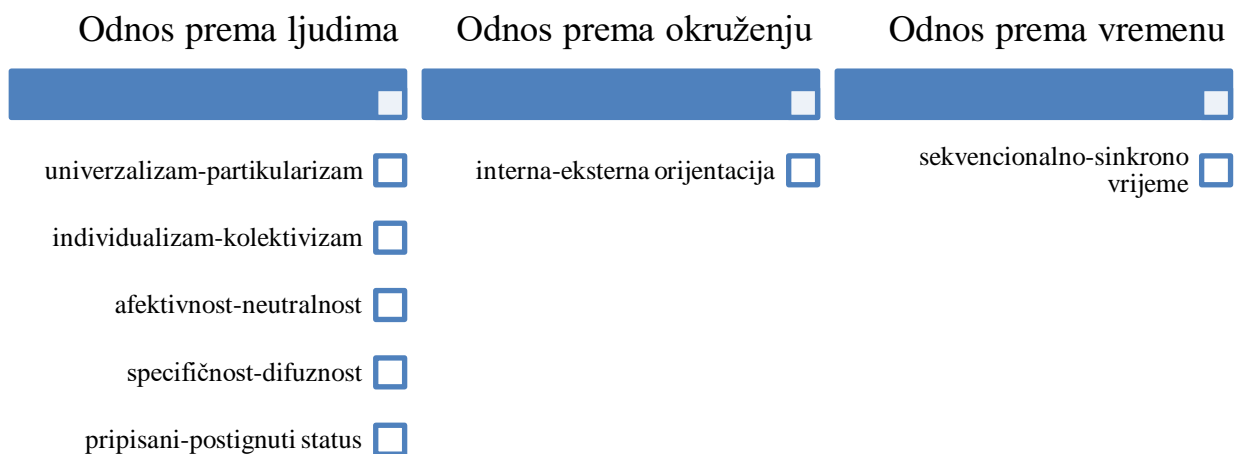 Odnos prema ljudima
univerzalizam-partikularizam
individualizam-kolektivizam
afektivnost-neutralnost
specifičnost-difuznost
pripisani-postignuti status
Odnos prema okruženju
interna-eksterna orijentacija
Odnos prema vremenu
sekvencionalno-sinkrono
vrijeme